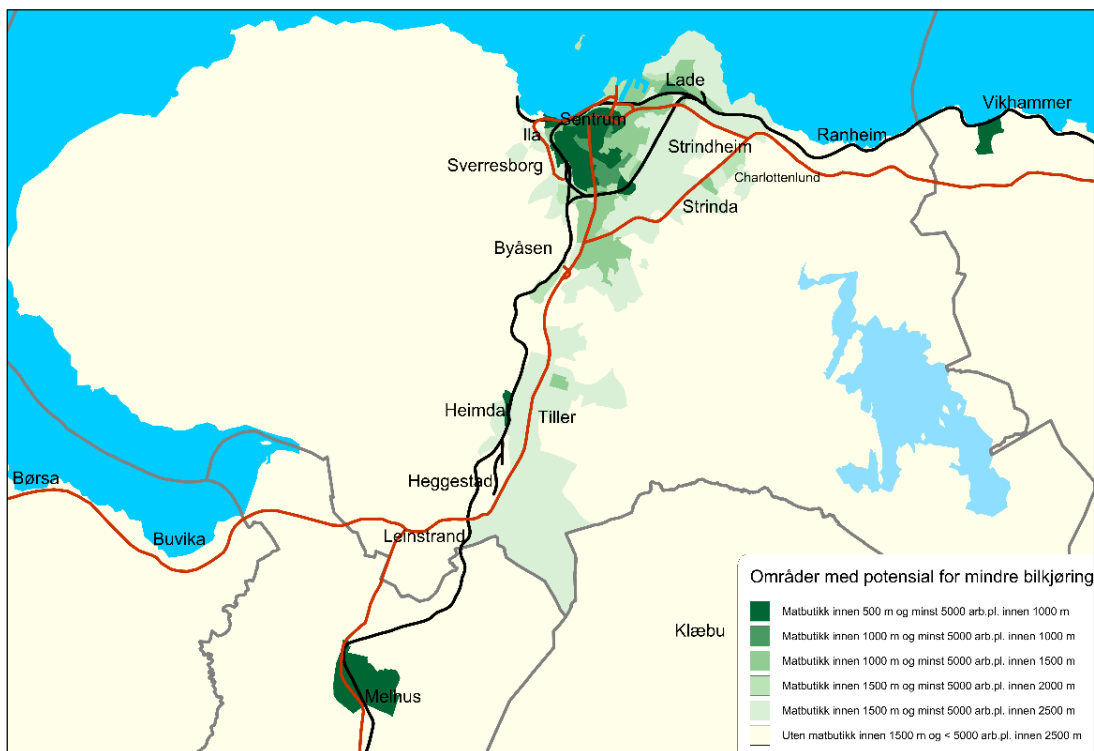 Lade
Vikhammer
Sentrum
Ila
Ranheim
Strindheim
Sverresborg
Charlottenlund
Strinda
Byåsen
Heimdal
Tiller
Heggestad
Børsa
Buvika
Leinstrand
Klæbu
Melhus
Områder med potensial for mindre bilkjøring
Matbutikk innen 500 m og minst 5000 arb.pl. innen 1000 m
Matbutikk innen 1000 m og minst 5000 arb.pl. innen 1000 m
Matbutikk innen 1000 m og minst 5000 arb.pl. innen 1500 m
Matbutikk innen 1500 m og minst 5000 arb.pl. innen 2000 m
Matbutikk innen 1500 m og minst 5000 arb.pl. innen 2500 m
Uten matbutikk innen 1500 m og < 5000 arb.pl. innen 2500 m